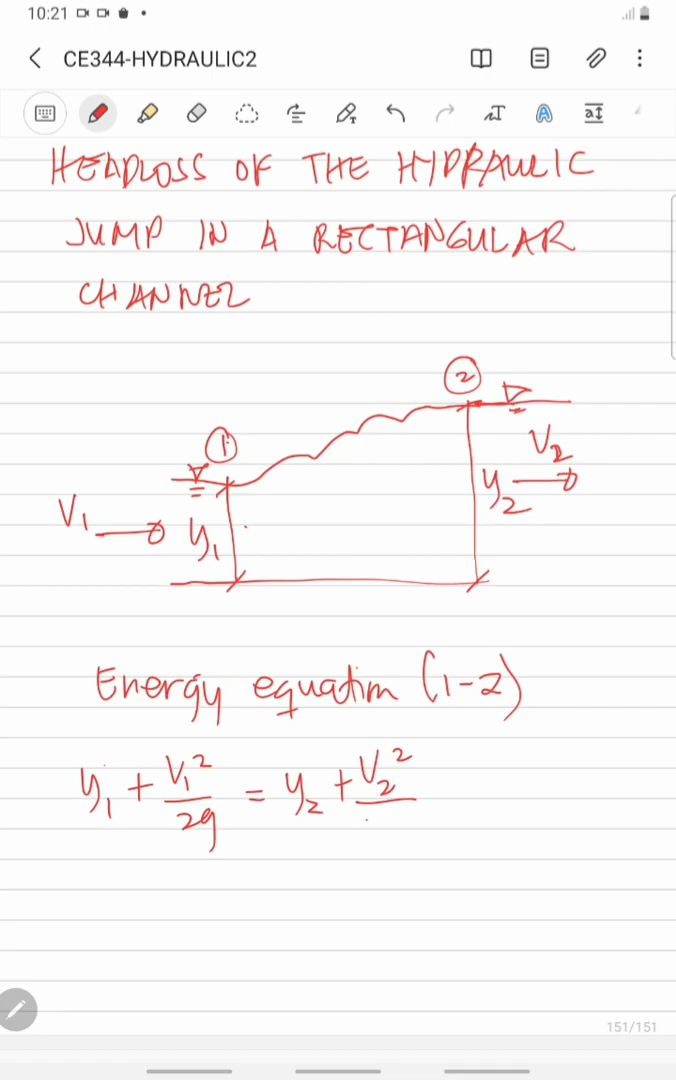 10:21
CE344-HYDRAULIC2
HEADLOSS OF THE HYDRAULIC
JUMP IN A RECTANGULAR
CHANNEL
2
1
V₂
y₂
V₁
y₁
Energy equation (1-2)
y₁ + V₁²/2g = y₂ + V₂²
151/151